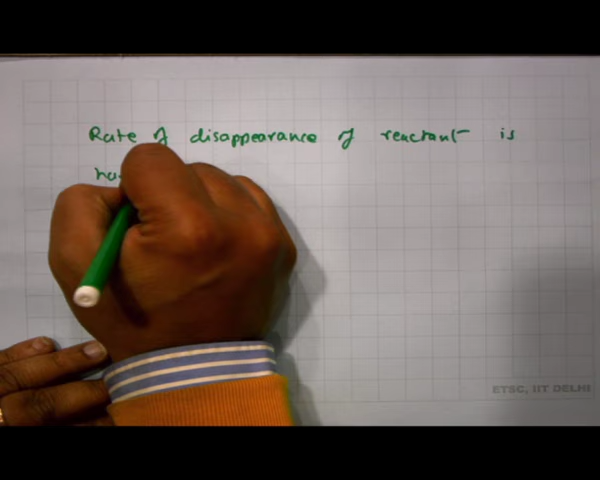 Rate of disappearance of reactant is
ETSC, IIT DELHI